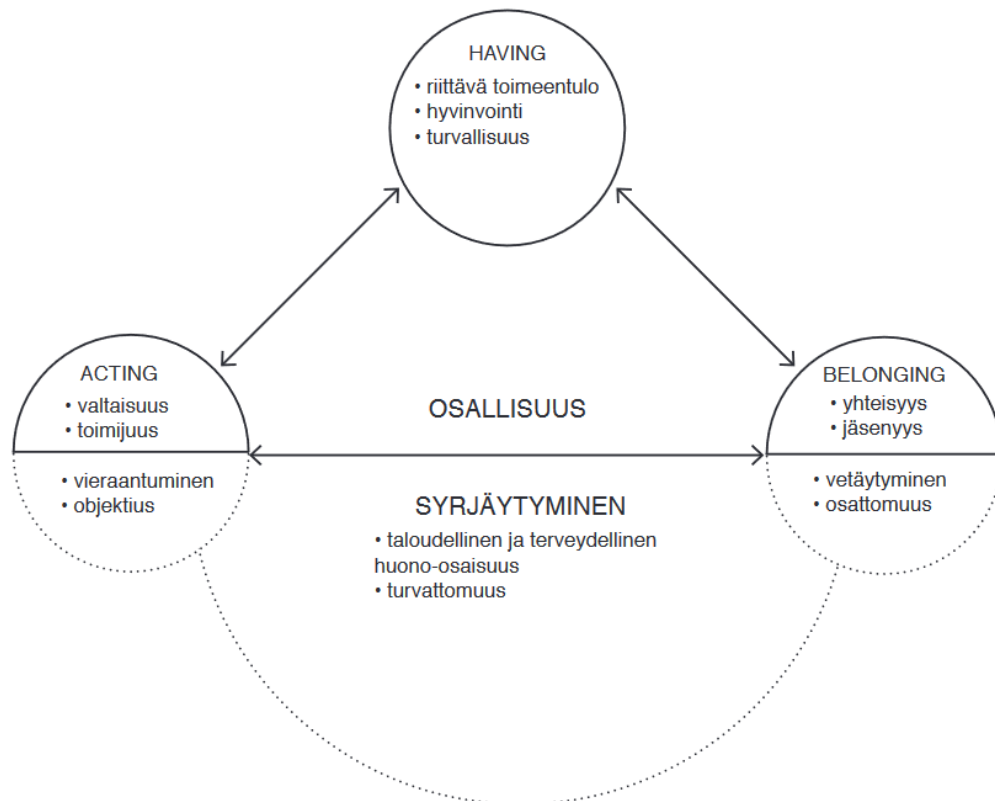 HAVING
• riittävä toimeentulo
• hyvinvointi
• turvallisuus
ACTING
• valtaisuus
• toimijuus
• vieraantuminen
• objektius
OSALLISUUS
SYRJÄYTYMINEN
• taloudellinen ja terveydellinen
huono-osaisuus
• turvattomuus
BELONGING
• yhteisyys
• jäsenyys
• vetäytyminen
• osattomuus